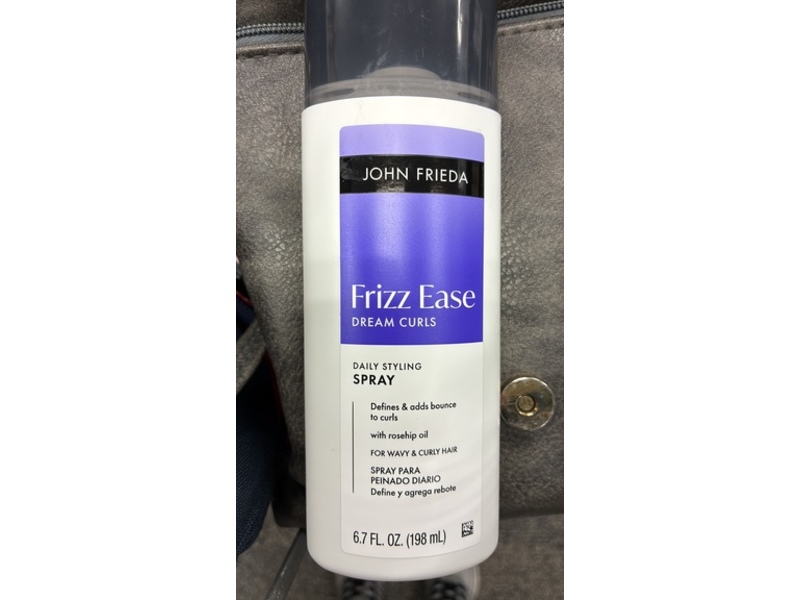 JOHN FRIEDA
Frizz Ease
DREAM CURLS
DAILY STYLING
SPRAY
Defines & adds bounce
to curls
with rosehip oil
FOR WAVY & CURLY HAIR
SPRAY PARA
PEINADO DIARIO
Define y agrega rebote
6.7 FL. OZ. (198 mL)